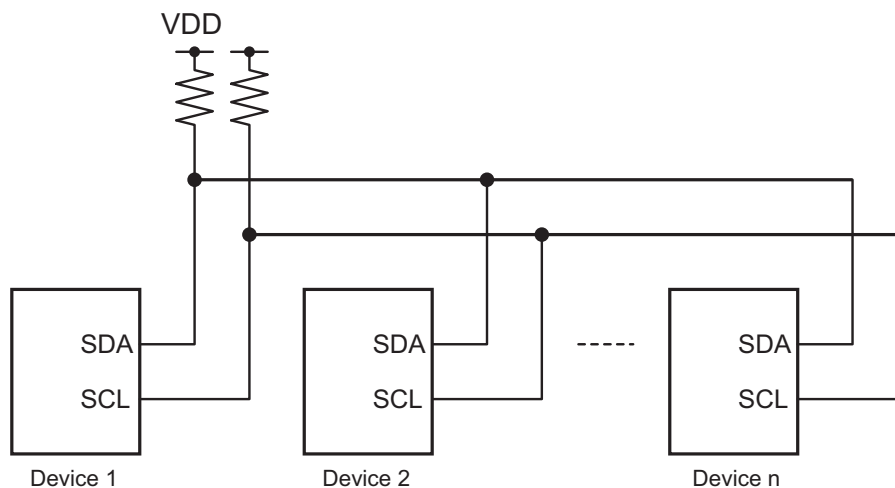 VDD
SDA
SCL
Device 1
SDA
SCL
Device 2
SDA
SCL
Device n